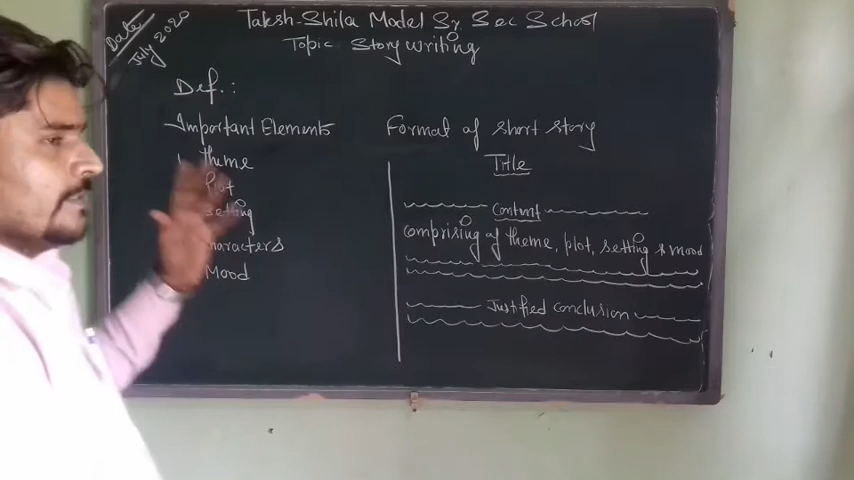 Date
July 2020
Taksh-Shila Model Sr Sec School
Topic Story writing
Def.:
Important Elements
theme
Plot
Setting
characters
Mood
Format of short story
Title
Content
comprising of theme, plot, setting & mood
Justified conclusion